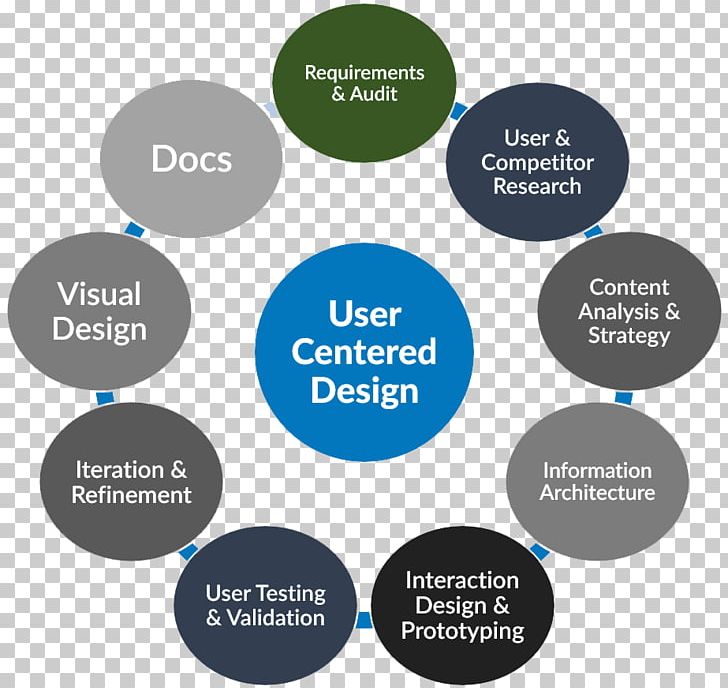 Requirements
& Audit
User &
Competitor
Research
Content
Analysis &
Strategy
Information
Architecture
Interaction
Design &
Prototyping
User Testing
& Validation
Iteration &
Refinement
Visual
Design
Docs
User
Centered
Design